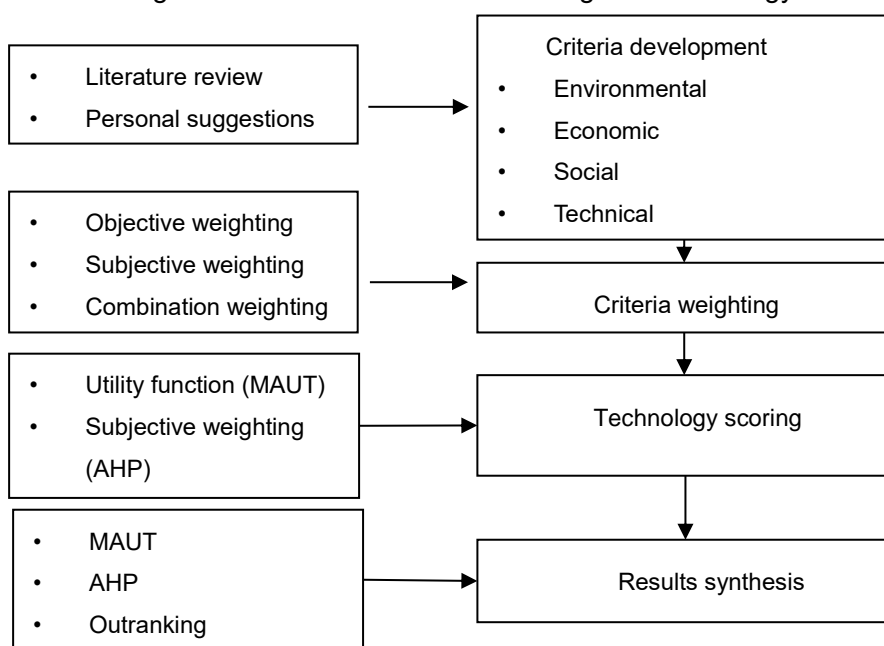 • Literature review
• Personal suggestions
Criteria development
• Environmental
• Economic
• Social
• Technical
• Objective weighting
• Subjective weighting
• Combination weighting
Criteria weighting
• Utility function (MAUT)
• Subjective weighting
(AHP)
Technology scoring
• MAUT
• AHP
• Outranking
Results synthesis